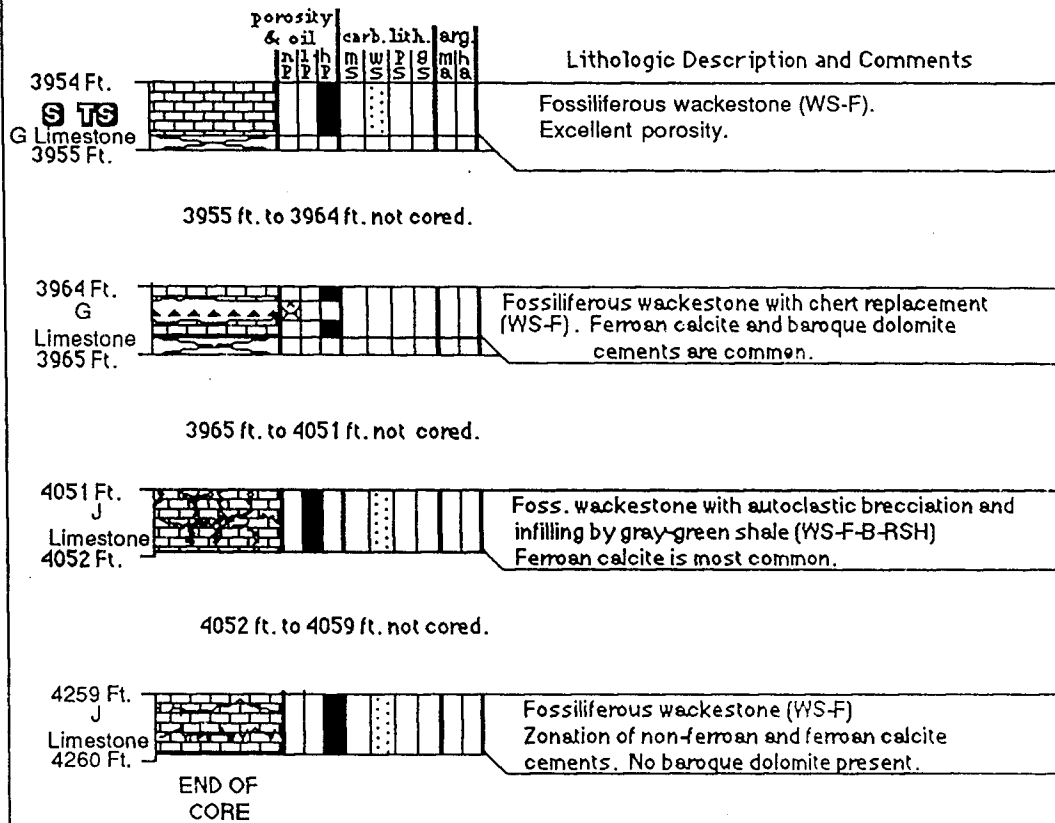 porosity
& oil carb. lith. arg.
n l h m w p g m h
p p p s s s s a a
Lithologic Description and Comments
3954 Ft.
S TS
G Limestone
3955 Ft.
Fossiliferous wackestone (WS-F).
Excellent porosity.
3955 ft. to 3964 ft. not cored.
3964 Ft.
G
Limestone
3965 Ft.
Fossiliferous wackestone with chert replacement
(WS-F). Ferroan calcite and baroque dolomite
cements are common.
3965 ft. to 4051 ft. not cored.
4051 Ft.
J
Limestone
4052 Ft.
Foss. wackestone with autoclastic brecciation and
infilling by gray-green shale (WS-F-B-RSH)
Ferroan calcite is most common.
4052 ft. to 4059 ft. not cored.
4259 Ft.
J
Limestone
4260 Ft.
Fossiliferous wackestone (WS-F)
Zonation of non-ferroan and ferroan calcite
cements. No baroque dolomite present.
END OF
CORE